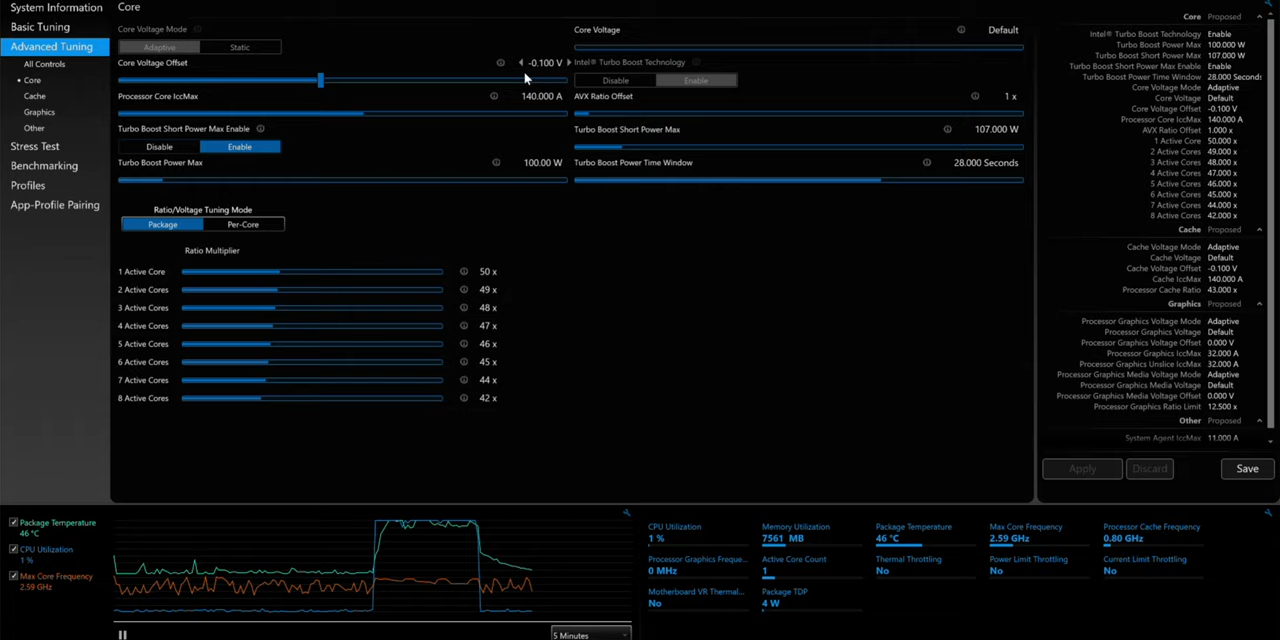 System Information
Basic Tuning
Advanced Tuning
All Controls
Core
Cache
Graphics
Other
Stress Test
Benchmarking
Profiles
App-Profile Pairing
Core
Core Voltage Mode
Adaptive Static
Core Voltage Default
Core Voltage Offset -0.100 V
Intel® Turbo Boost Technology
Disable Enable
Processor Core IccMax 140.000 A
AVX Ratio Offset 1 x
Turbo Boost Short Power Max Enable
Disable Enable
Turbo Boost Short Power Max 107.000 W
Turbo Boost Power Max 100.00 W
Turbo Boost Power Time Window 28.000 Seconds
Ratio/Voltage Tuning Mode
Package Per-Core
Ratio Multiplier
1 Active Core 50 x
2 Active Cores 49 x
3 Active Cores 48 x
4 Active Cores 47 x
5 Active Cores 46 x
6 Active Cores 45 x
7 Active Cores 44 x
8 Active Cores 42 x
Core Proposed
Intel® Turbo Boost Technology Enable
Turbo Boost Power Max 100.000 W
Turbo Boost Short Power Max 107.000 W
Turbo Boost Short Power Max Enable Enable
Turbo Boost Power Time Window 28.000 Seconds
Core Voltage Mode Adaptive
Core Voltage Default
Core Voltage Offset -0.100 V
Processor Core IccMax 140.000 A
AVX Ratio Offset 1.000 x
1 Active Core 50.000 x
2 Active Cores 49.000 x
3 Active Cores 48.000 x
4 Active Cores 47.000 x
5 Active Cores 46.000 x
6 Active Cores 45.000 x
7 Active Cores 44.000 x
8 Active Cores 42.000 x
Cache Proposed
Cache Voltage Mode Adaptive
Cache Voltage Default
Cache Voltage Offset -0.100 V
Cache IccMax 140.000 A
Processor Cache Ratio 43.000 x
Graphics Proposed
Processor Graphics Voltage Mode Adaptive
Processor Graphics Voltage Default
Processor Graphics Voltage Offset 0.000 V
Processor Graphics IccMax 32.000 A
Processor Graphics Unslice IccMax 32.000 A
Processor Graphics Media Voltage Mode Adaptive
Processor Graphics Media Voltage Default
Processor Graphics Media Voltage Offset 0.000 V
Processor Graphics Ratio Limit 12.500 x
Other Proposed
System Agent IccMax 11.000 A
Apply Discard Save
Package Temperature
46 °C
CPU Utilization
1 %
Max Core Frequency
2.59 GHz
5 Minutes
CPU Utilization
1 %
Memory Utilization
7561 MB
Package Temperature
46 °C
Max Core Frequency
2.59 GHz
Processor Cache Frequency
0.80 GHz
Processor Graphics Freque...
0 MHz
Active Core Count
1
Thermal Throttling
No
Power Limit Throttling
No
Current Limit Throttling
No
Motherboard VR Thermal...
No
Package TDP
4 W